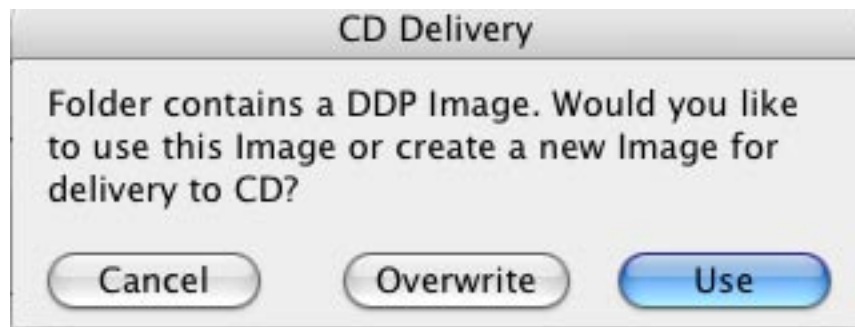 CD Delivery
Folder contains a DDP Image. Would you like
to use this Image or create a new Image for
delivery to CD?
Cancel Overwrite Use